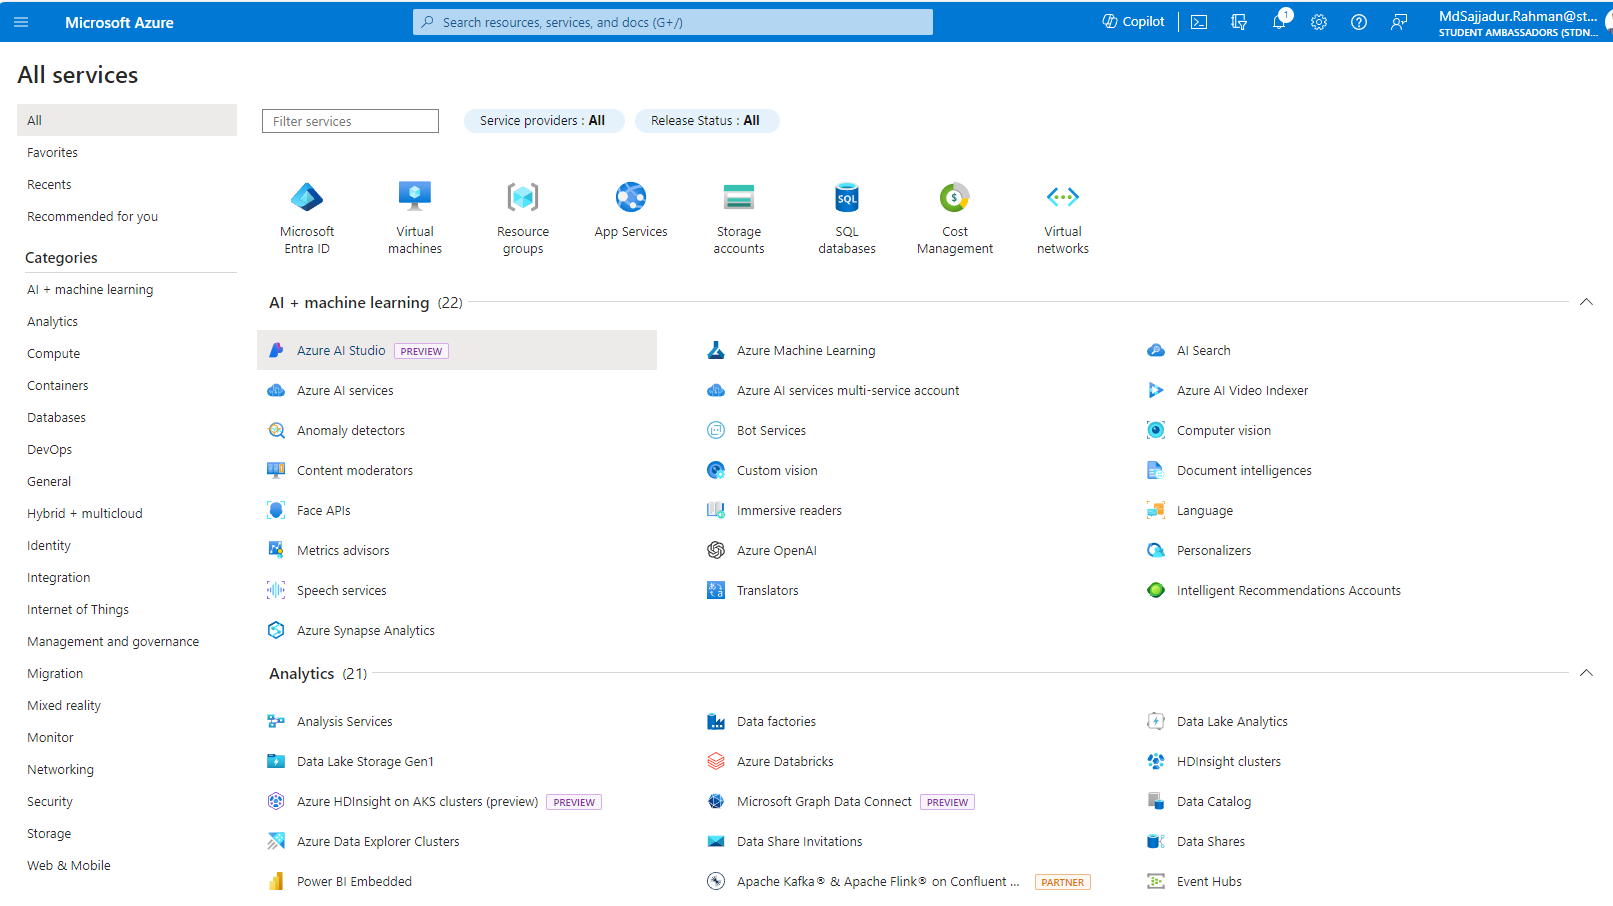 Microsoft Azure
Search resources, services, and docs (G+/)
Copilot
1
MdSajjadur.Rahman@st...
STUDENT AMBASSADORS (STDN...
All services
All
Favorites
Recents
Recommended for you
Categories
AI + machine learning
Analytics
Compute
Containers
Databases
DevOps
General
Hybrid + multicloud
Identity
Integration
Internet of Things
Management and governance
Migration
Mixed reality
Monitor
Networking
Security
Storage
Web & Mobile
Filter services
Service providers : All
Release Status : All
Microsoft
Entra ID
Virtual
machines
Resource
groups
App Services
Storage
accounts
SQL
SQL
databases
Cost
Management
Virtual
networks
AI + machine learning (22)
Azure AI Studio PREVIEW
Azure Machine Learning
AI Search
Azure AI services
Azure AI services multi-service account
Azure AI Video Indexer
Anomaly detectors
Bot Services
Computer vision
Content moderators
Custom vision
Document intelligences
Face APIs
Immersive readers
Language
Metrics advisors
Azure OpenAI
Personalizers
Speech services
Translators
Intelligent Recommendations Accounts
Azure Synapse Analytics
Analytics (21)
Analysis Services
Data factories
Data Lake Analytics
Data Lake Storage Gen1
Azure Databricks
HDInsight clusters
Azure HDInsight on AKS clusters (preview) PREVIEW
Microsoft Graph Data Connect PREVIEW
Data Catalog
Azure Data Explorer Clusters
Data Share Invitations
Data Shares
Power BI Embedded
Apache Kafka® & Apache Flink® on Confluent ... PARTNER
Event Hubs